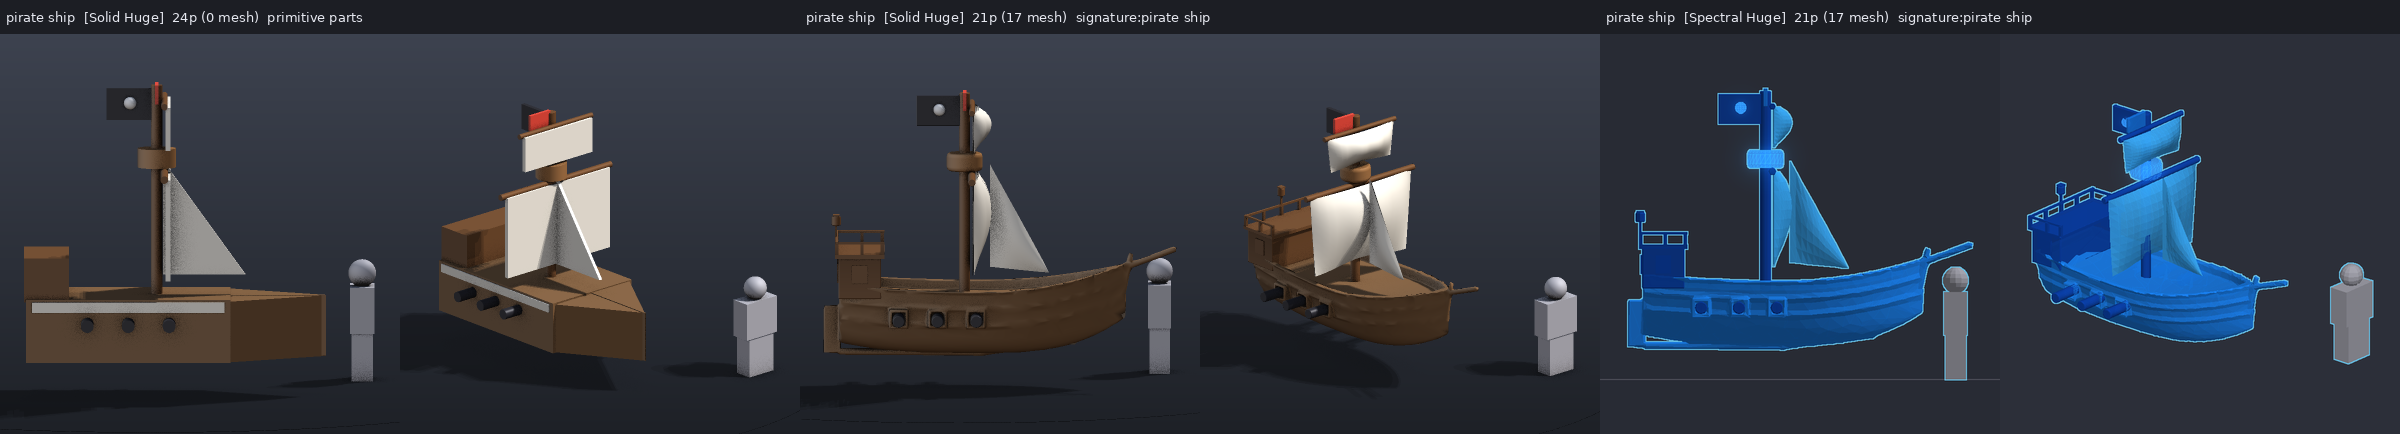 pirate ship  [Solid Huge]  24p (0 mesh)  primitive parts
pirate ship  [Solid Huge]  21p (17 mesh)  signature:pirate ship
pirate ship  [Spectral Huge]  21p (17 mesh)  signature:pirate ship